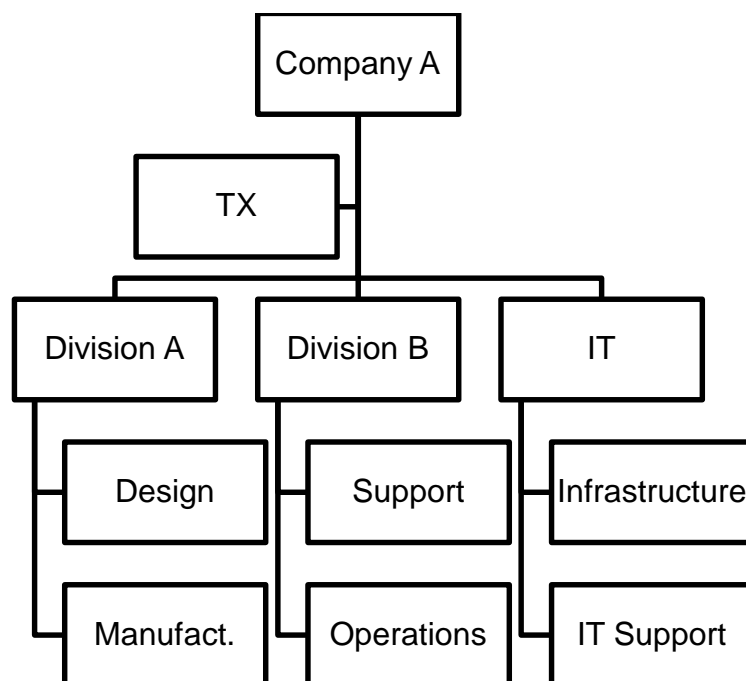 Company A
TX
Division A
Division B
IT
Design
Support
Infrastructure
Manufact.
Operations
IT Support